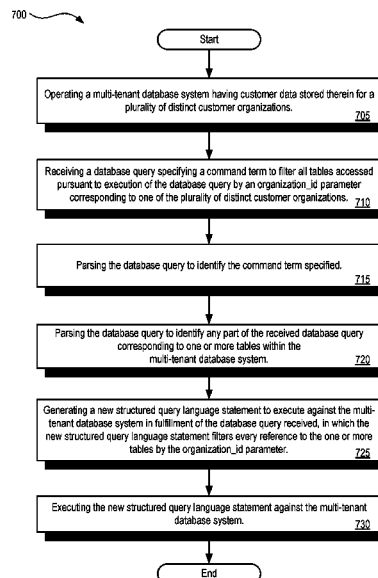 700
Start
Operating a multi-tenant database system having customer data stored therein for a
plurality of distinct customer organizations.
705
Receiving a database query specifying a command term to filter all tables accessed
pursuant to execution of the database query by an organization_id parameter
corresponding to one of the plurality of distinct customer organizations.
710
Parsing the database query to identify the command term specified.
715
Parsing the database query to identify any part of the received database query
corresponding to one or more tables within the
multi-tenant database system.
720
Generating a new structured query language statement to execute against the multi-
tenant database system in fulfillment of the database query received, in which the
new structured query language statement filters every reference to the one or more
tables by the organization_id parameter.
725
Executing the new structured query language statement against the multi-tenant
database system.
730
End